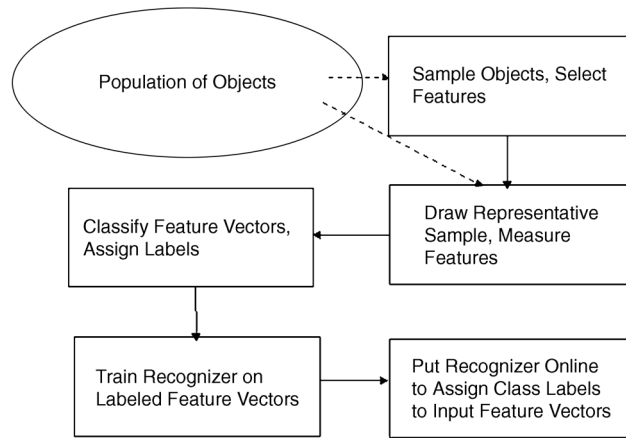 Population of Objects
Sample Objects, Select
Features
Draw Representative
Sample, Measure
Features
Classify Feature Vectors,
Assign Labels
Train Recognizer on
Labeled Feature Vectors
Put Recognizer Online
to Assign Class Labels
to Input Feature Vectors